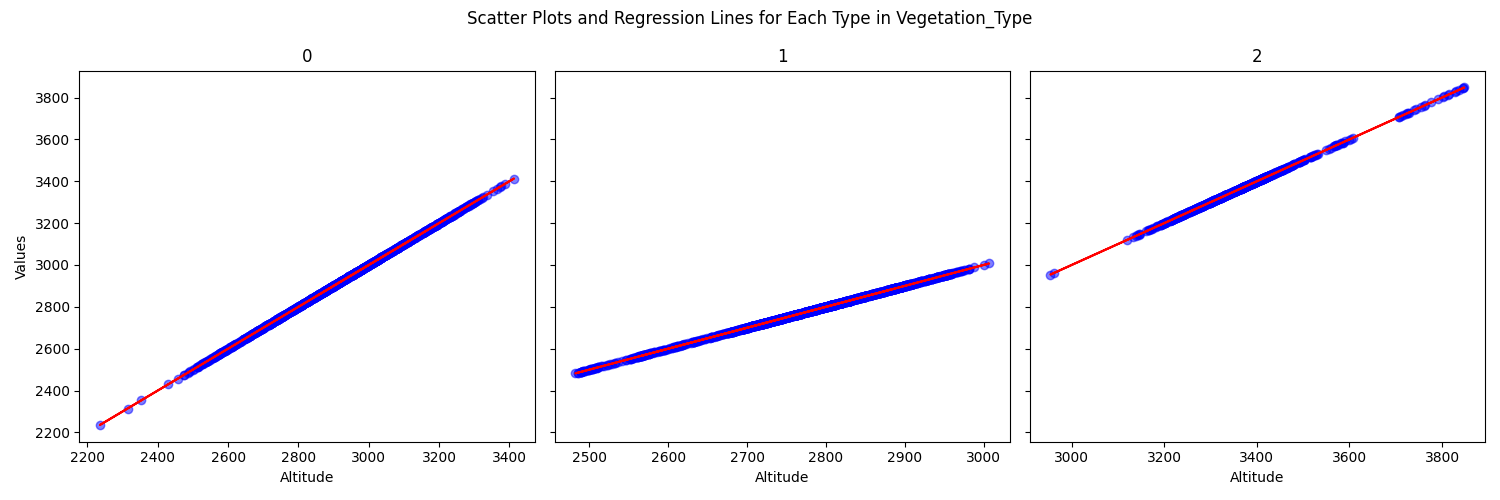 Scatter Plots and Regression Lines for Each Type in Vegetation_Type
0
1
2
Values
3800
3600
3400
3200
3000
2800
2600
2400
2200
2200 2400 2600 2800 3000 3200 3400
2500 2600 2700 2800 2900 3000
3000 3200 3400 3600 3800
Altitude
Altitude
Altitude